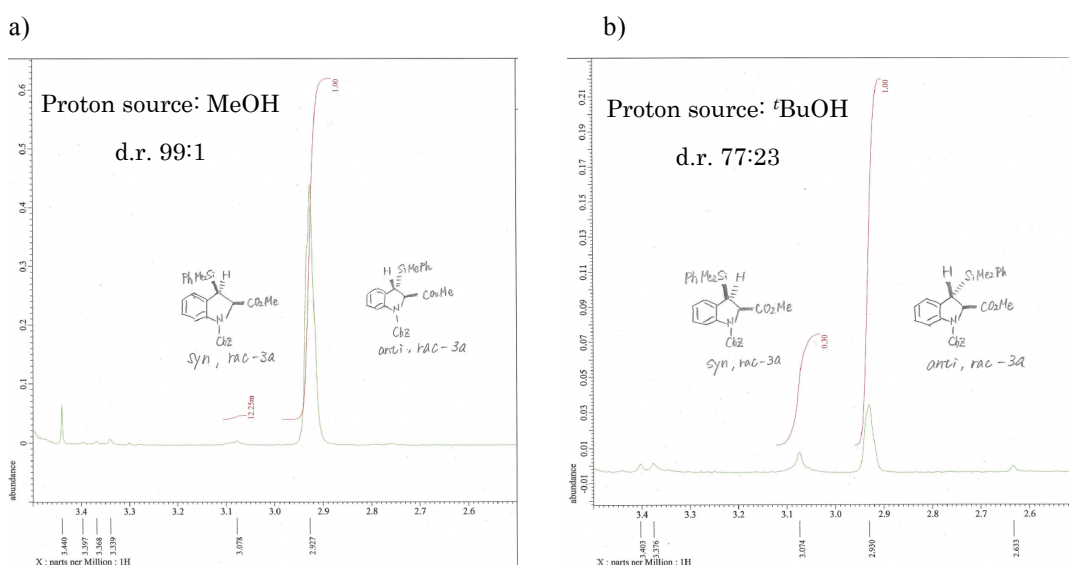 a)
Proton source: MeOH
d.r. 99:1
1.00
12.25m
PhMe2Si H
CO2Me
N
Cbz
syn, rac-3a
H SiMePh
CO2Me
N
Cbz
anti, rac-3a
abundance
0 0.1 0.2 0.3 0.4 0.5 0.6
3.4 3.3 3.2 3.1 3.0 2.9 2.8 2.7 2.6
3.440 3.397 3.368 3.339 3.078 2.927
X : parts per Million : 1H
b)
Proton source: ᵗBuOH
d.r. 77:23
1.00
0.30
PhMe2Si H
CO2Me
N
Cbz
syn, rac-3a
H SiMe2Ph
CO2Me
N
Cbz
anti, rac-3a
abundance
-0.01 0.01 0.03 0.05 0.07 0.09 0.11 0.13 0.15 0.17 0.19 0.21
3.4 3.3 3.2 3.1 3.0 2.9 2.8 2.7 2.6
3.403 3.376 3.074 2.930 2.633
X : parts per Million : 1H